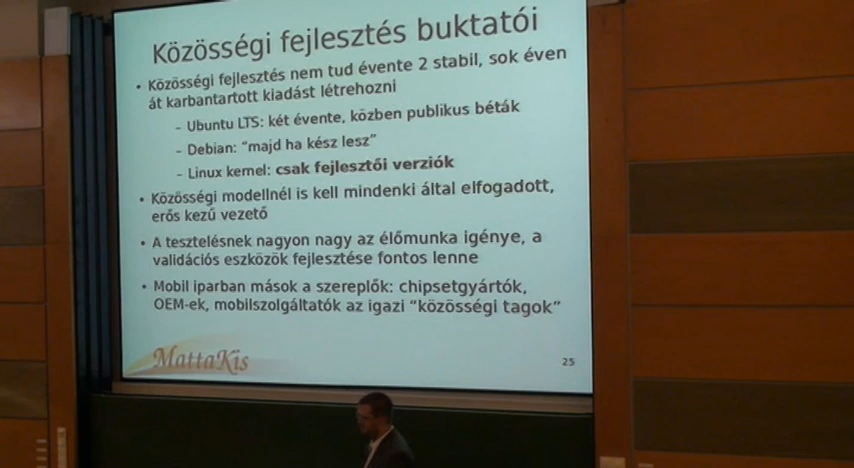 Közösségi fejlesztés buktatói
• Közösségi fejlesztés nem tud évente 2 stabil, sok éven
át karbantartott kiadást létrehozni
– Ubuntu LTS: két évente, közben publikus béták
– Debian: “majd ha kész lesz”
– Linux kernel: csak fejlesztői verziók
• Közösségi modellnél is kell mindenki által elfogadott,
erős kezű vezető
• A tesztelésnek nagyon nagy az élőmunka igénye, a
validációs eszközök fejlesztése fontos lenne
• Mobil iparban mások a szereplők: chipsetgyártók,
OEM-ek, mobilszolgáltatók az igazi “közösségi tagok”
MattaKis
25